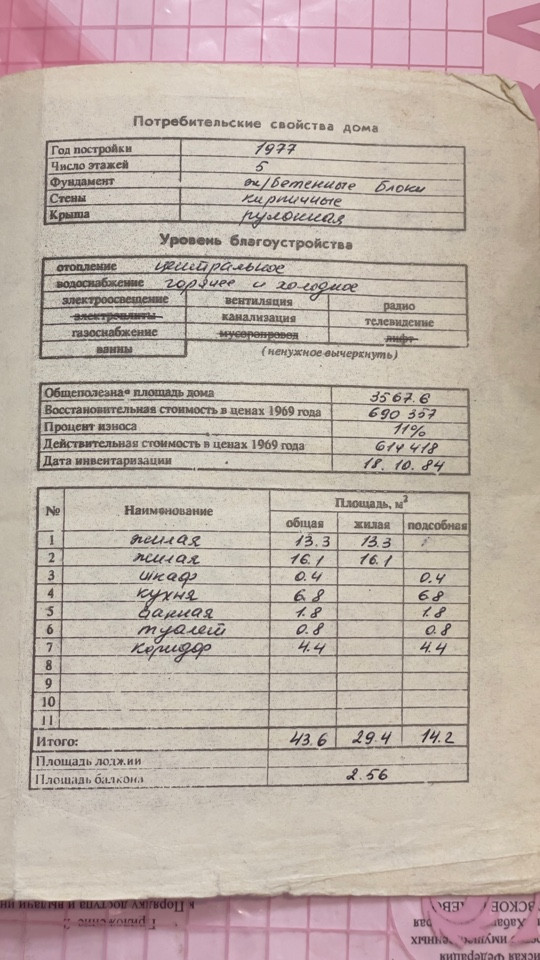 Потребительские свойства дома
Год постройки 1977
Число этажей 5
Фундамент ж/бетенные блоки
Стены кирпичные
Крыша рулонная
Уровень благоустройства
отопление центральное
водоснабжение горячее и холодное
электроосвещение вентиляция радио
электроплиты канализация телевидение
газоснабжение мусоропровод лифт
ванны (ненужное вычеркнуть)
Общеполезная площадь дома 3567.6
Восстановительная стоимость в ценах 1969 года 690 357
Процент износа 11%
Действительная стоимость в ценах 1969 года 614 418
Дата инвентаризации 18.10.84
№ Наименование Площадь, м²
общая жилая подсобная
1 жилая 13.3 13.3
2 жилая 16.1 16.1
3 шкаф 0.4 0.4
4 кухня 6.8 6.8
5 ванная 1.8 1.8
6 туалет 0.8 0.8
7 коридор 4.4 4.4
8
9
10
11
Итого: 43.6 29.4 14.2
Площадь лоджии
Площадь балкона 2.56
к Порядку доступа и выдачи
Приложение 2